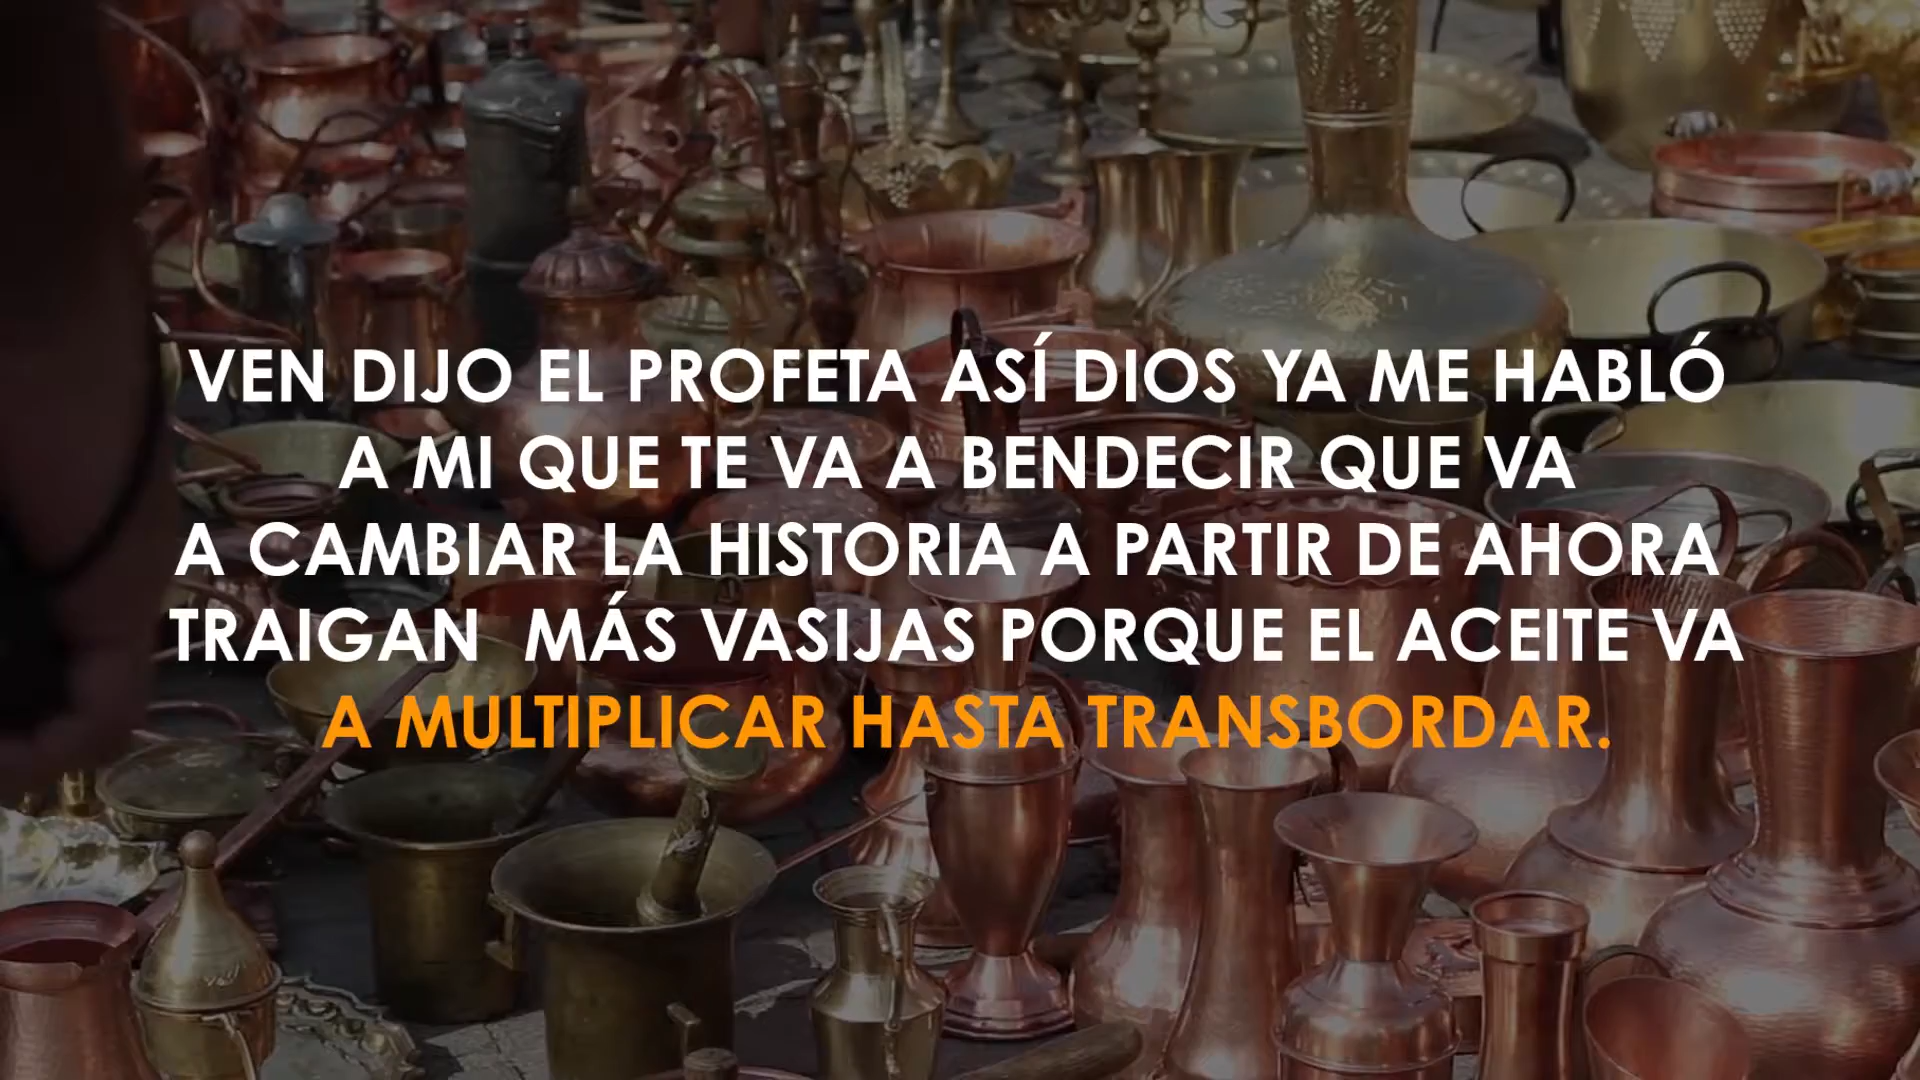 VEN DIJO EL PROFETA ASÍ DIOS YA ME HABLÓ
A MI QUE TE VA A BENDECIR QUE VA
A CAMBIAR LA HISTORIA A PARTIR DE AHORA
TRAIGAN  MÁS VASIJAS PORQUE EL ACEITE VA
A MULTIPLICAR HASTA TRANSBORDAR.